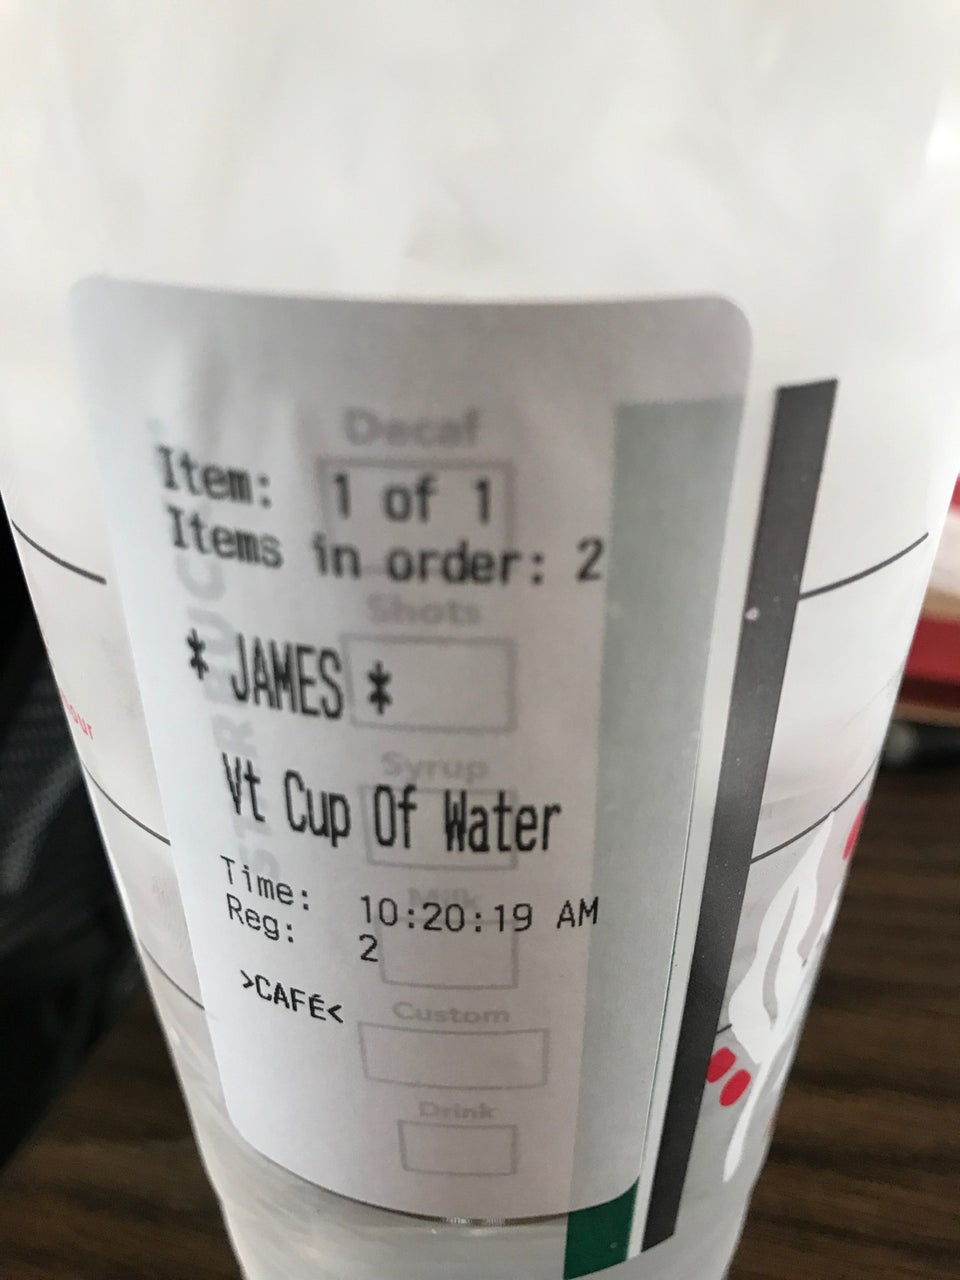 Decaf
Item: 1 of 1
Items in order: 2
Shots
* JAMES *
Syrup
Vt Cup Of Water
Milk
Time: 10:20:19 AM
Reg: 2
>CAFÉ<
Custom
Drink